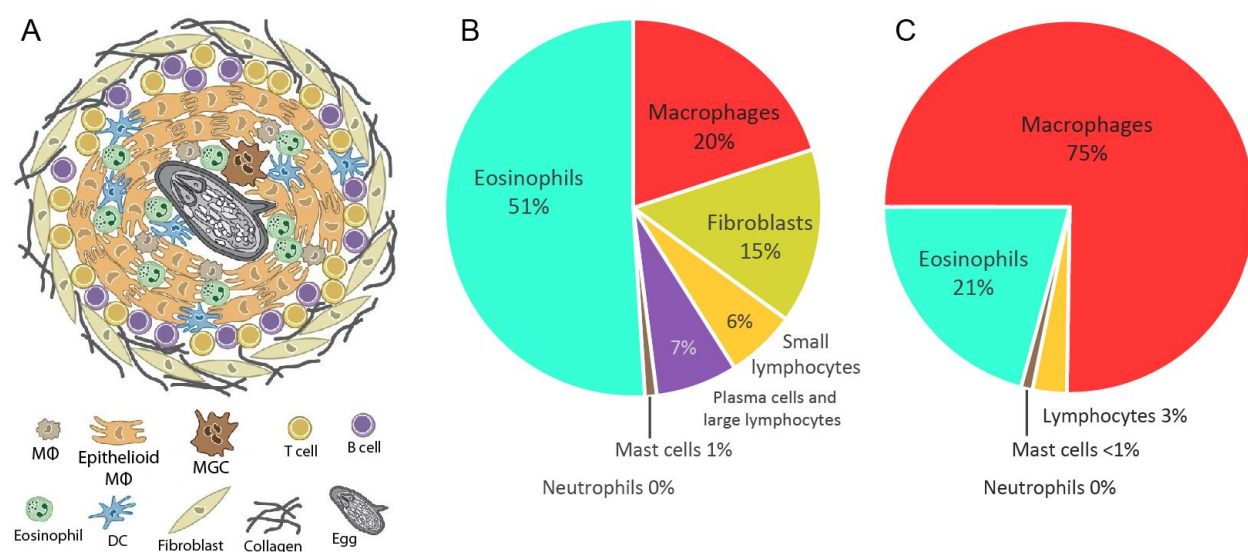 A
MΦ
Epithelioid
MΦ
MGC
T cell
B cell
Eosinophil
DC
Fibroblast
Collagen
Egg
B
Macrophages
20%
Eosinophils
51%
Fibroblasts
15%
6%
Small
lymphocytes
7%
Plasma cells and
large lymphocytes
Mast cells 1%
Neutrophils 0%
C
Macrophages
75%
Eosinophils
21%
Lymphocytes 3%
Mast cells <1%
Neutrophils 0%